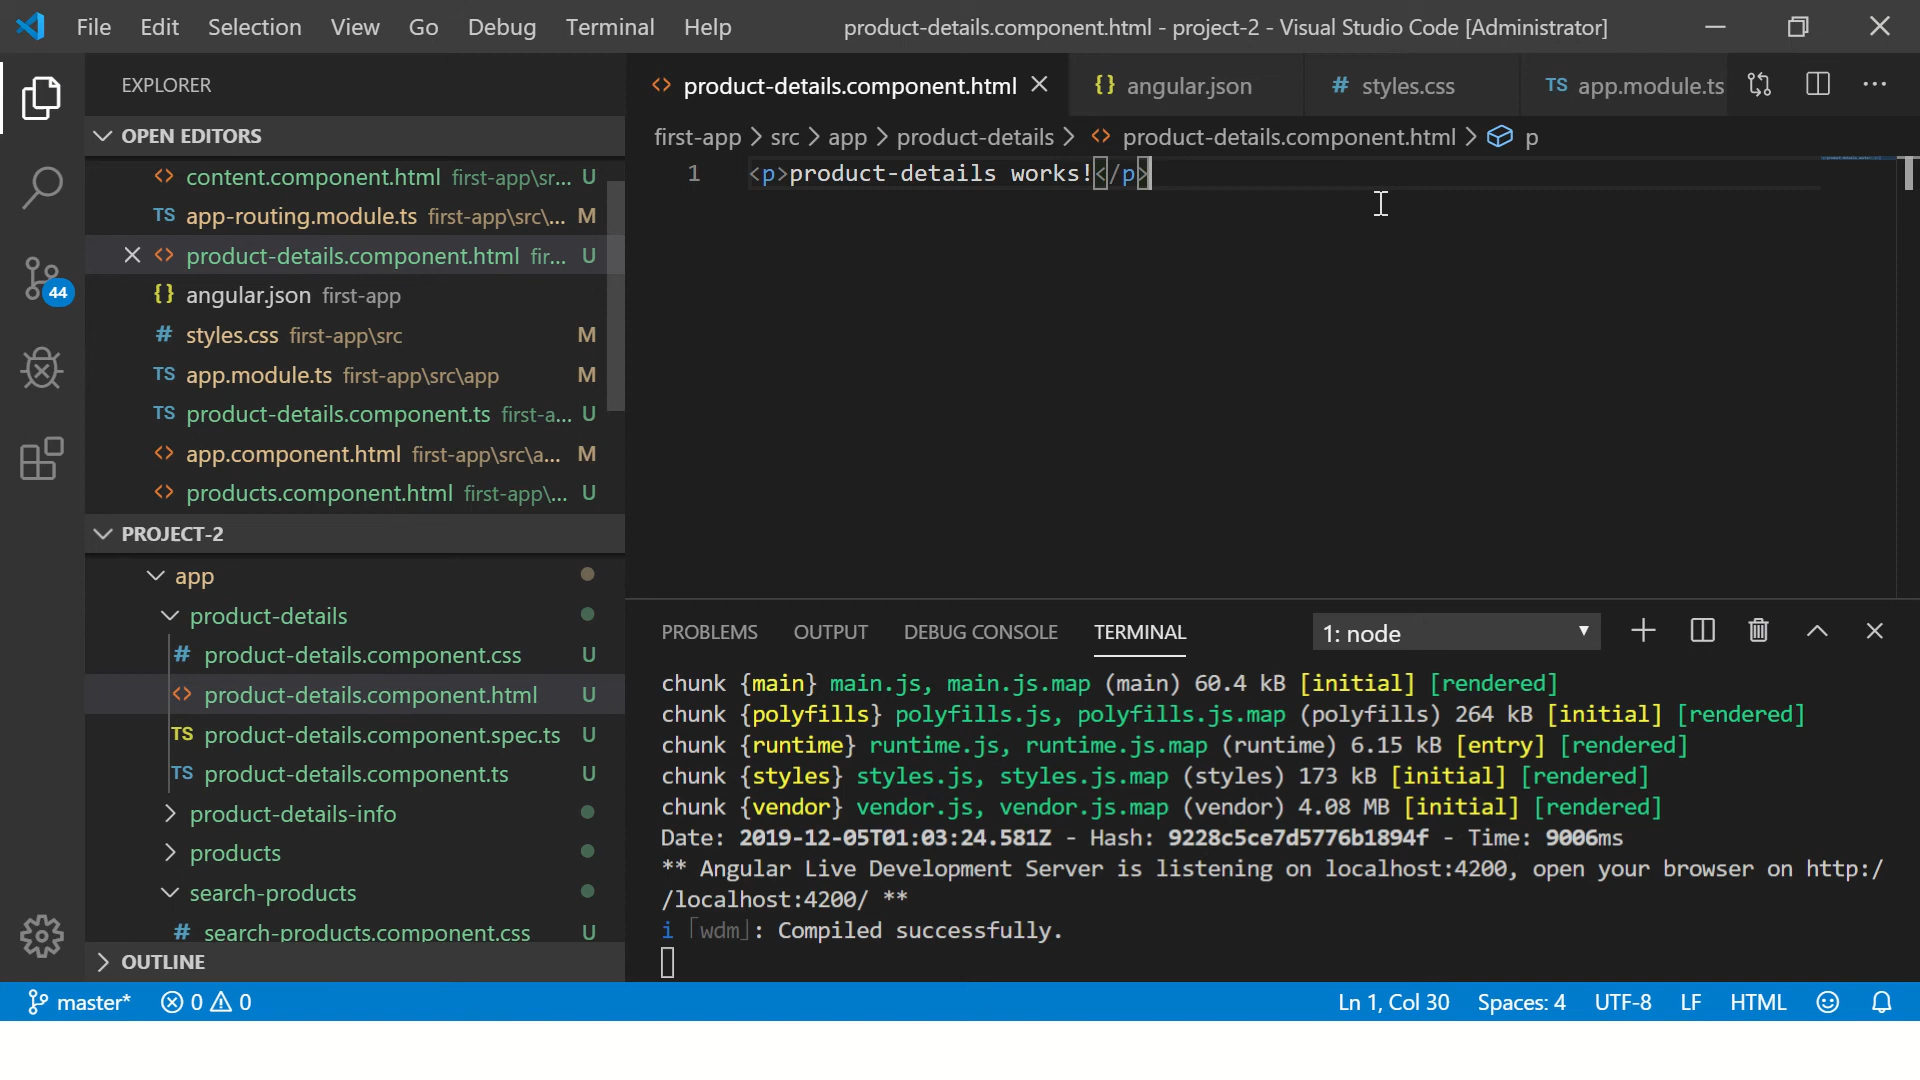 File Edit Selection View Go Debug Terminal Help product-details.component.html - project-2 - Visual Studio Code [Administrator]
EXPLORER
OPEN EDITORS
content.component.html first-app\sr... U
TS app-routing.module.ts first-app\src\... M
product-details.component.html fir... U
{} angular.json first-app
# styles.css first-app\src M
TS app.module.ts first-app\src\app M
TS product-details.component.ts first-a... U
app.component.html first-app\src\a... M
products.component.html first-app\... U
PROJECT-2
app
product-details
# product-details.component.css U
product-details.component.html U
TS product-details.component.spec.ts U
TS product-details.component.ts U
product-details-info
products
search-products
# search-products.component.css U
OUTLINE
44
product-details.component.html {} angular.json # styles.css TS app.module.ts
first-app > src > app > product-details > product-details.component.html > p
1 <p>product-details works!</p>
PROBLEMS OUTPUT DEBUG CONSOLE TERMINAL 1: node
chunk {main} main.js, main.js.map (main) 60.4 kB [initial] [rendered]
chunk {polyfills} polyfills.js, polyfills.js.map (polyfills) 264 kB [initial] [rendered]
chunk {runtime} runtime.js, runtime.js.map (runtime) 6.15 kB [entry] [rendered]
chunk {styles} styles.js, styles.js.map (styles) 173 kB [initial] [rendered]
chunk {vendor} vendor.js, vendor.js.map (vendor) 4.08 MB [initial] [rendered]
Date: 2019-12-05T01:03:24.581Z - Hash: 9228c5ce7d5776b1894f - Time: 9006ms
** Angular Live Development Server is listening on localhost:4200, open your browser on http:/
/localhost:4200/ **
i ｢wdm｣: Compiled successfully.
master* 0 0 Ln 1, Col 30 Spaces: 4 UTF-8 LF HTML